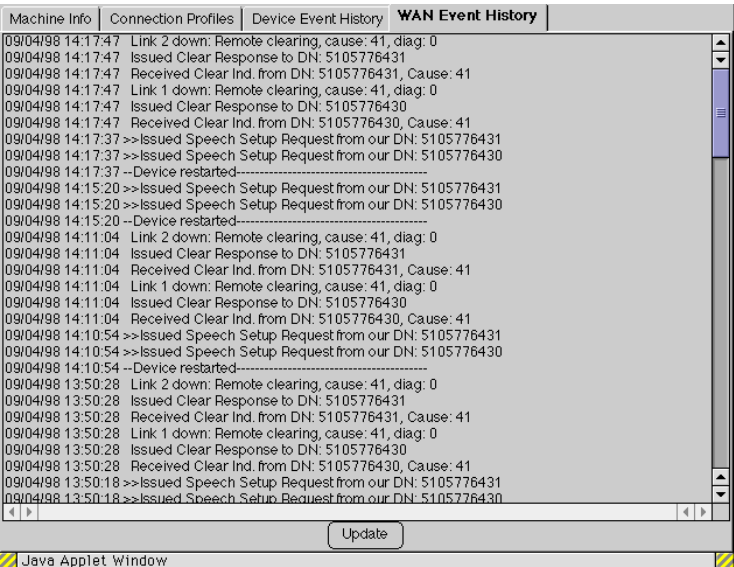 Machine Info Connection Profiles Device Event History WAN Event History
09/04/98 14:17:47 Link 2 down: Remote clearing, cause: 41, diag: 0
09/04/98 14:17:47 Issued Clear Response to DN: 5105776431
09/04/98 14:17:47 Received Clear Ind. from DN: 5105776431, Cause: 41
09/04/98 14:17:47 Link 1 down: Remote clearing, cause: 41, diag: 0
09/04/98 14:17:47 Issued Clear Response to DN: 5105776430
09/04/98 14:17:47 Received Clear Ind. from DN: 5105776430, Cause: 41
09/04/98 14:17:37 >>Issued Speech Setup Request from our DN: 5105776431
09/04/98 14:17:37 >>Issued Speech Setup Request from our DN: 5105776430
09/04/98 14:17:37 --Device restarted-----------------------------------------
09/04/98 14:15:20 >>Issued Speech Setup Request from our DN: 5105776431
09/04/98 14:15:20 >>Issued Speech Setup Request from our DN: 5105776430
09/04/98 14:15:20 --Device restarted-----------------------------------------
09/04/98 14:11:04 Link 2 down: Remote clearing, cause: 41, diag: 0
09/04/98 14:11:04 Issued Clear Response to DN: 5105776431
09/04/98 14:11:04 Received Clear Ind. from DN: 5105776431, Cause: 41
09/04/98 14:11:04 Link 1 down: Remote clearing, cause: 41, diag: 0
09/04/98 14:11:04 Issued Clear Response to DN: 5105776430
09/04/98 14:11:04 Received Clear Ind. from DN: 5105776430, Cause: 41
09/04/98 14:10:54 >>Issued Speech Setup Request from our DN: 5105776431
09/04/98 14:10:54 >>Issued Speech Setup Request from our DN: 5105776430
09/04/98 14:10:54 --Device restarted-----------------------------------------
09/04/98 13:50:28 Link 2 down: Remote clearing, cause: 41, diag: 0
09/04/98 13:50:28 Issued Clear Response to DN: 5105776431
09/04/98 13:50:28 Received Clear Ind. from DN: 5105776431, Cause: 41
09/04/98 13:50:28 Link 1 down: Remote clearing, cause: 41, diag: 0
09/04/98 13:50:28 Issued Clear Response to DN: 5105776430
09/04/98 13:50:28 Received Clear Ind. from DN: 5105776430, Cause: 41
09/04/98 13:50:18 >>Issued Speech Setup Request from our DN: 5105776431
09/04/98 13:50:18 >>Issued Speech Setup Request from our DN: 5105776430
Update
Java Applet Window